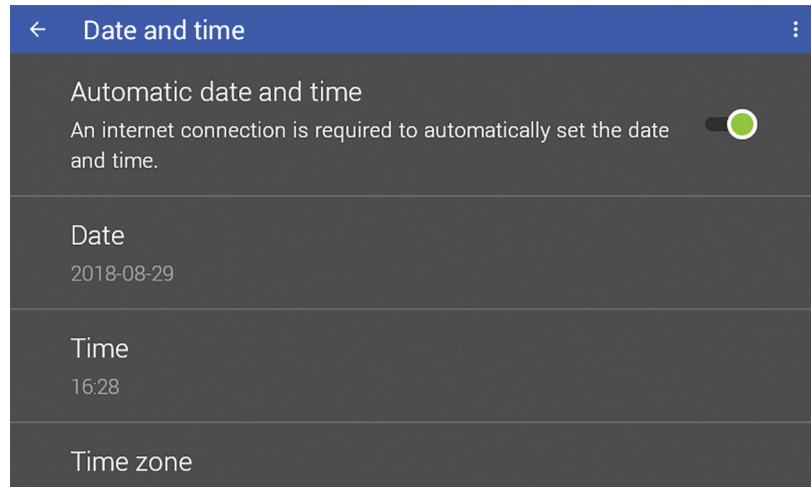 Date and time
Automatic date and time
An internet connection is required to automatically set the date
and time.
Date
2018-08-29
Time
16:28
Time zone